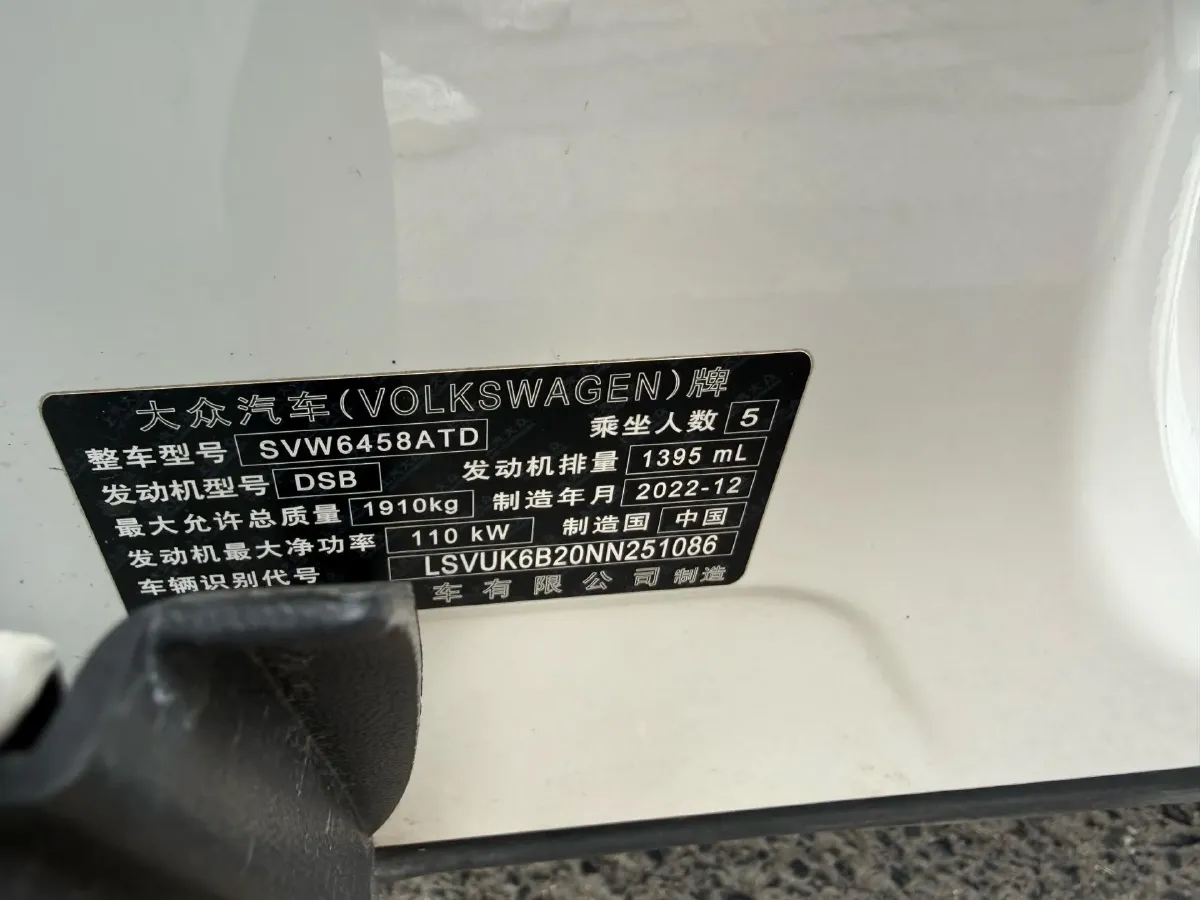 大众汽车(VOLKSWAGEN)牌
整车型号 SVW6458ATD 乘坐人数 5
发动机型号 DSB 发动机排量 1395 mL
最大允许总质量 1910kg 制造年月 2022-12
发动机最大净功率 110 kW 制造国 中国
车辆识别代号 LSVUK6B20NN251086
车有限公司 制造